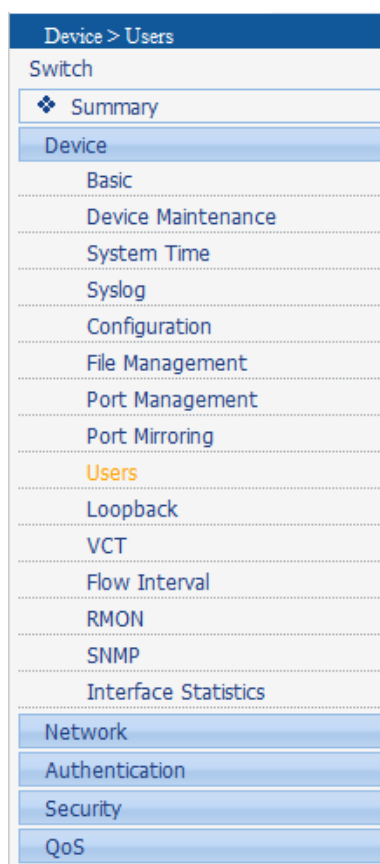 Device > Users
Switch
Summary
Device
Basic
Device Maintenance
System Time
Syslog
Configuration
File Management
Port Management
Port Mirroring
Users
Loopback
VCT
Flow Interval
RMON
SNMP
Interface Statistics
Network
Authentication
Security
QoS